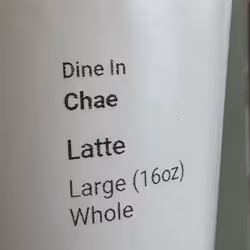 Dine In
Chae
Latte
Large (16oz)
Whole